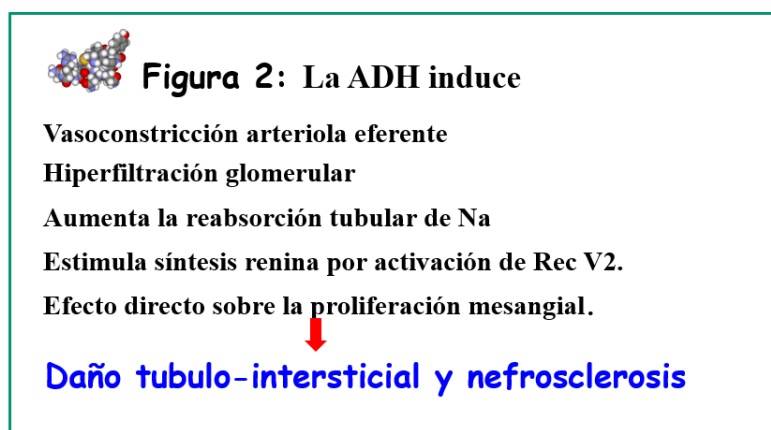 Figura 2: La ADH induce
Vasoconstricción arteriola eferente
Hiperfiltración glomerular
Aumenta la reabsorción tubular de Na
Estimula síntesis renina por activación de Rec V2.
Efecto directo sobre la proliferación mesangial.
Daño tubulo-intersticial y nefrosclerosis